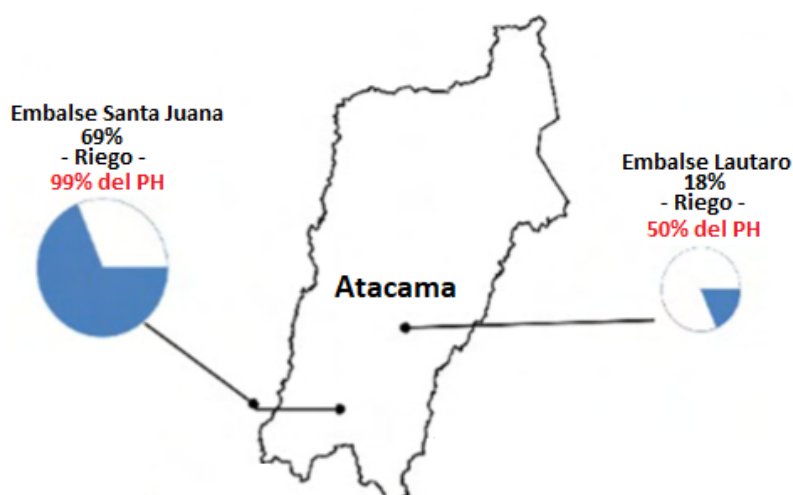 Embalse Santa Juana
69%
- Riego -
99% del PH
Embalse Lautaro
18%
- Riego -
50% del PH
Atacama